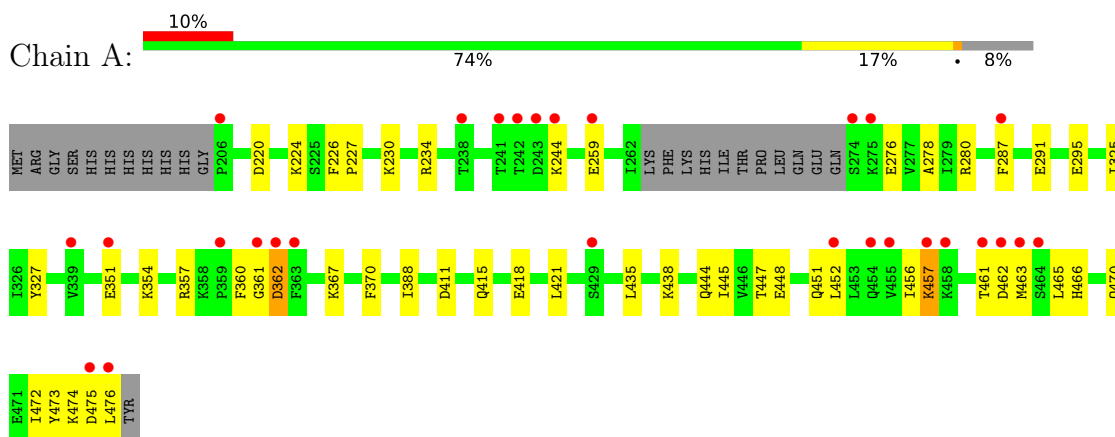 10%
Chain A:
74% 17% • 8%
MET ARG GLY SER HIS HIS HIS HIS HIS HIS GLY P206 D220 K224 S225 F226 P227 K230 R234 T238 T241 T242 D243 K244 E259 I262 LYS PHE LYS HIS ILE THR PRO LEU GLN GLU GLN S274 K275 E276 V277 A278 I279 R280 F287 E291 E295 I325
I326 Y327 V339 E351 K354 R357 K358 P359 F360 G361 D362 F363 K367 F370 I388 D411 Q415 E418 L421 S429 L435 K438 Q444 I445 V446 T447 E448 Q451 L452 L453 Q454 V455 I456 K457 K458 T461 D462 M463 S464 L465 H466
E471 I472 Y473 K474 D475 L476 TYR